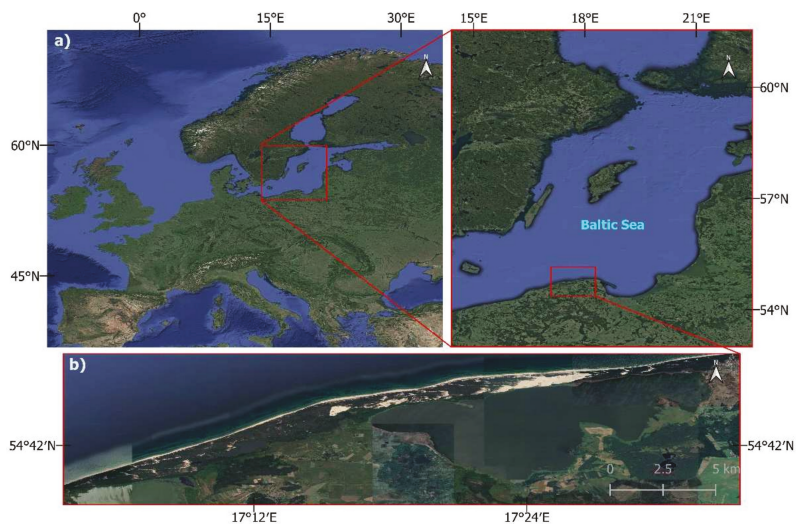 0° 15°E 30°E
15°E 18°E 21°E
a)
N
N
60°N
45°N
60°N
57°N
54°N
Baltic Sea
b)
N
54°42′N
54°42′N
0 2.5 5 km
17°12′E 17°24′E